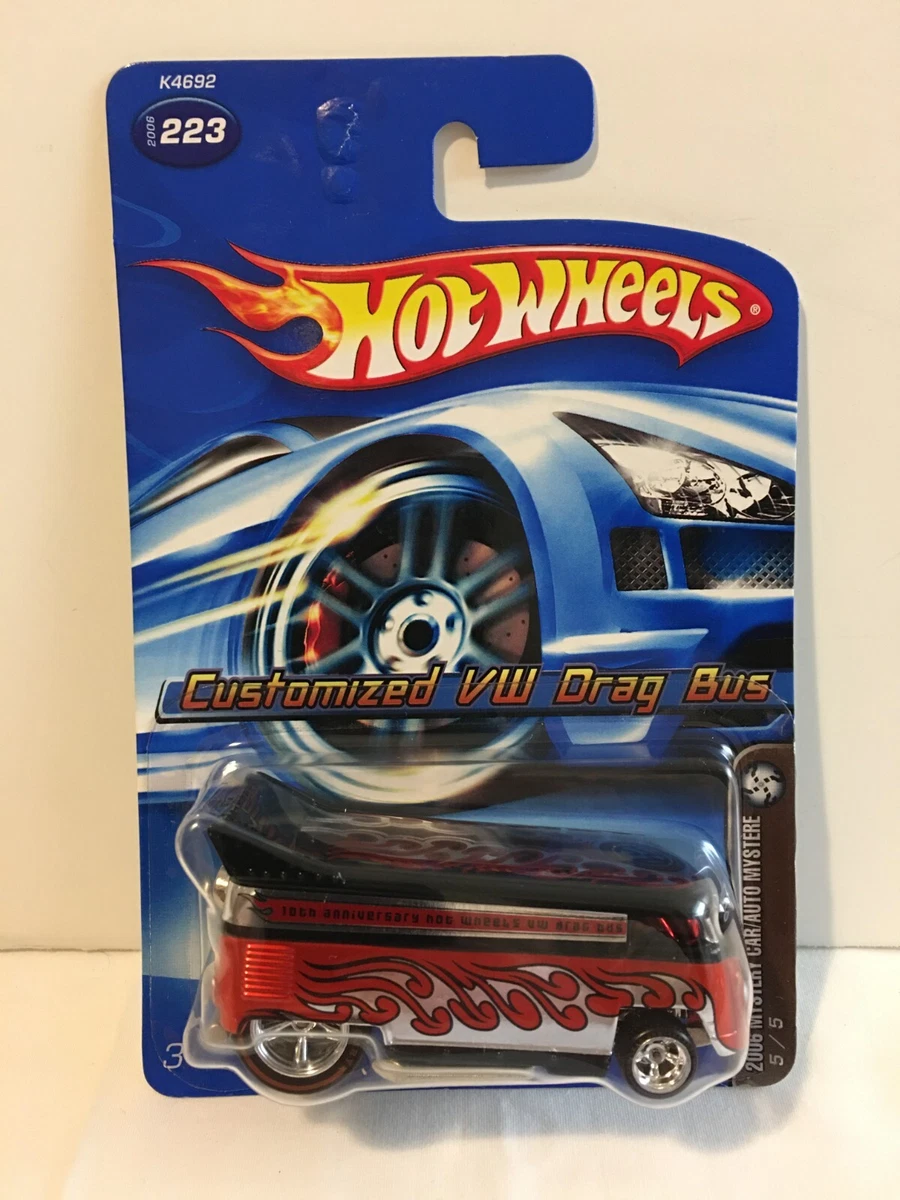 K4692
2006
223
HOT WHEELS ®
Customized VW Drag Bus
10th anniversary hot wheels vw drag bus
2006 MYSTERY CAR/AUTO MYSTERE
5 / 5
3